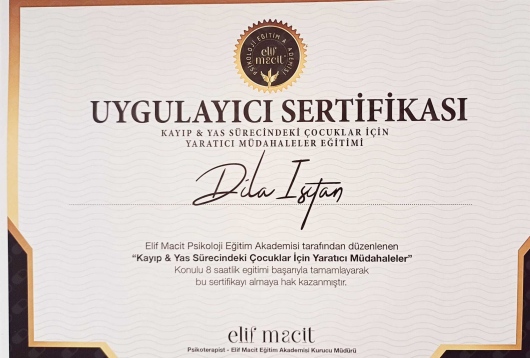 PSİKOLOJİ EĞİTİM AKADEMİSİ
elif
macit
UYGULAYICI SERTİFİKASI
KAYIP & YAS SÜRECİNDEKİ ÇOCUKLAR İÇİN
YARATICI MÜDAHALELER EĞİTİMİ
Dila Işıtan
Elif Macit Psikoloji Eğitim Akademisi tarafından düzenlenen
“Kayıp & Yas Sürecindeki Çocuklar İçin Yaratıcı Müdahaleler”
Konulu 8 saatlik egitimi başarıyla tamamlayarak
bu sertifikayı almaya hak kazanmıştır.
elif macit
Psikoterapist - Elif Macit Eğitim Akademisi Kurucu Müdürü